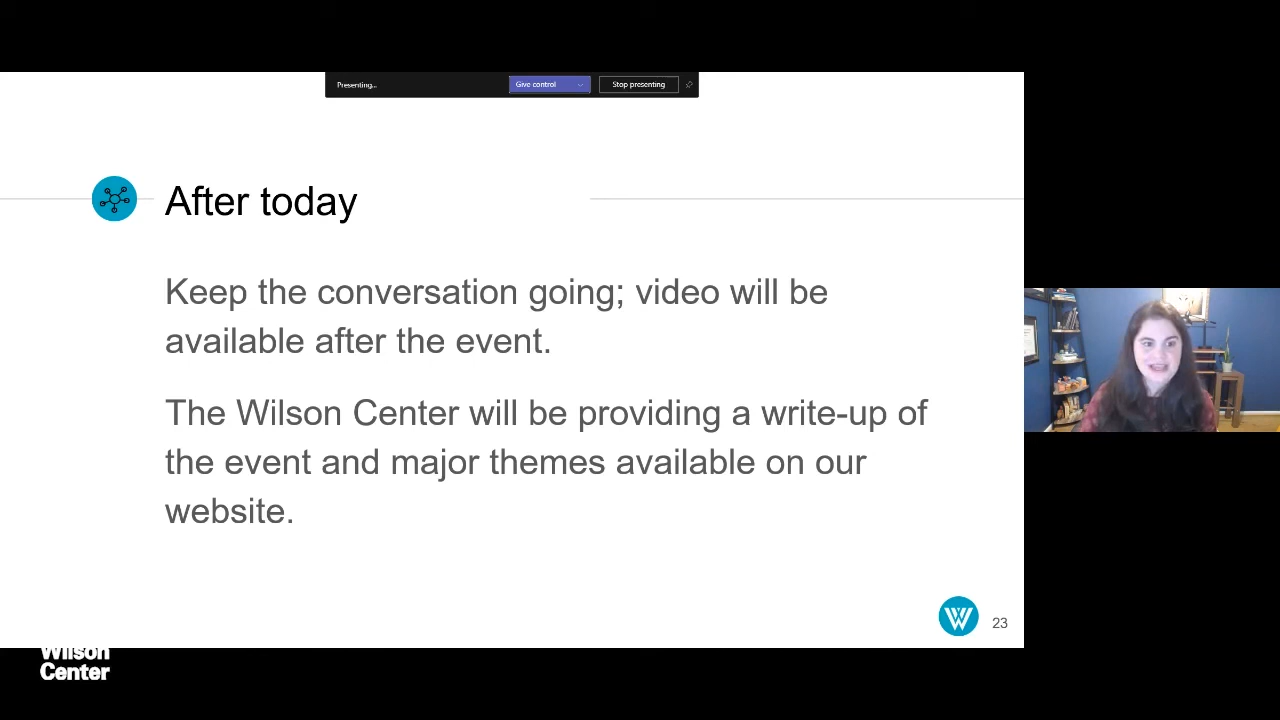 Presenting...
Give control
Stop presenting
After today
Keep the conversation going; video will be
available after the event.
The Wilson Center will be providing a write-up of
the event and major themes available on our
website.
W
23
Wilson
Center